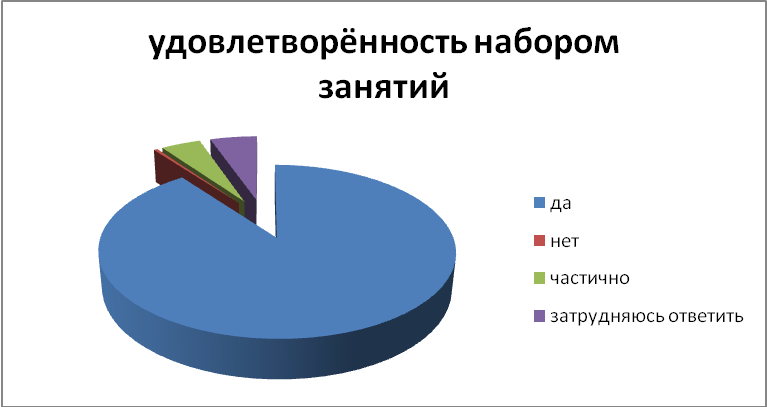 удовлетворённость набором
занятий
да
нет
частично
затрудняюсь ответить